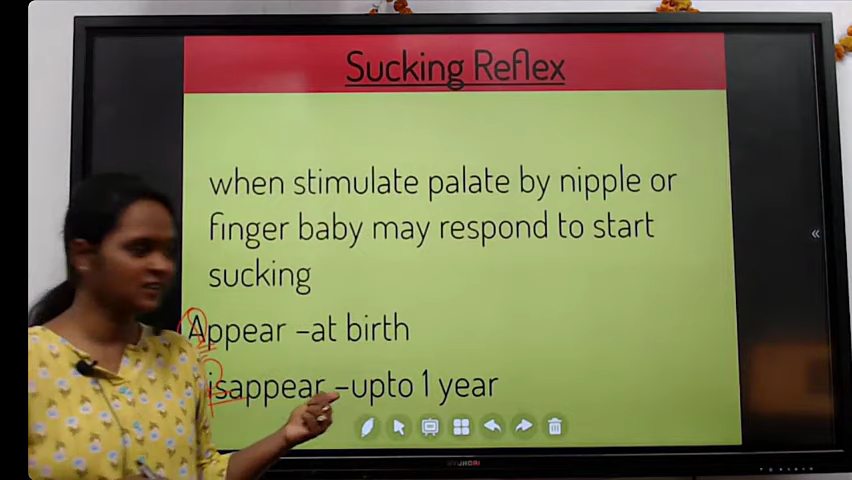 Sucking Reflex
when stimulate palate by nipple or
finger baby may respond to start
sucking
Appear -at birth
isappear -upto 1 year